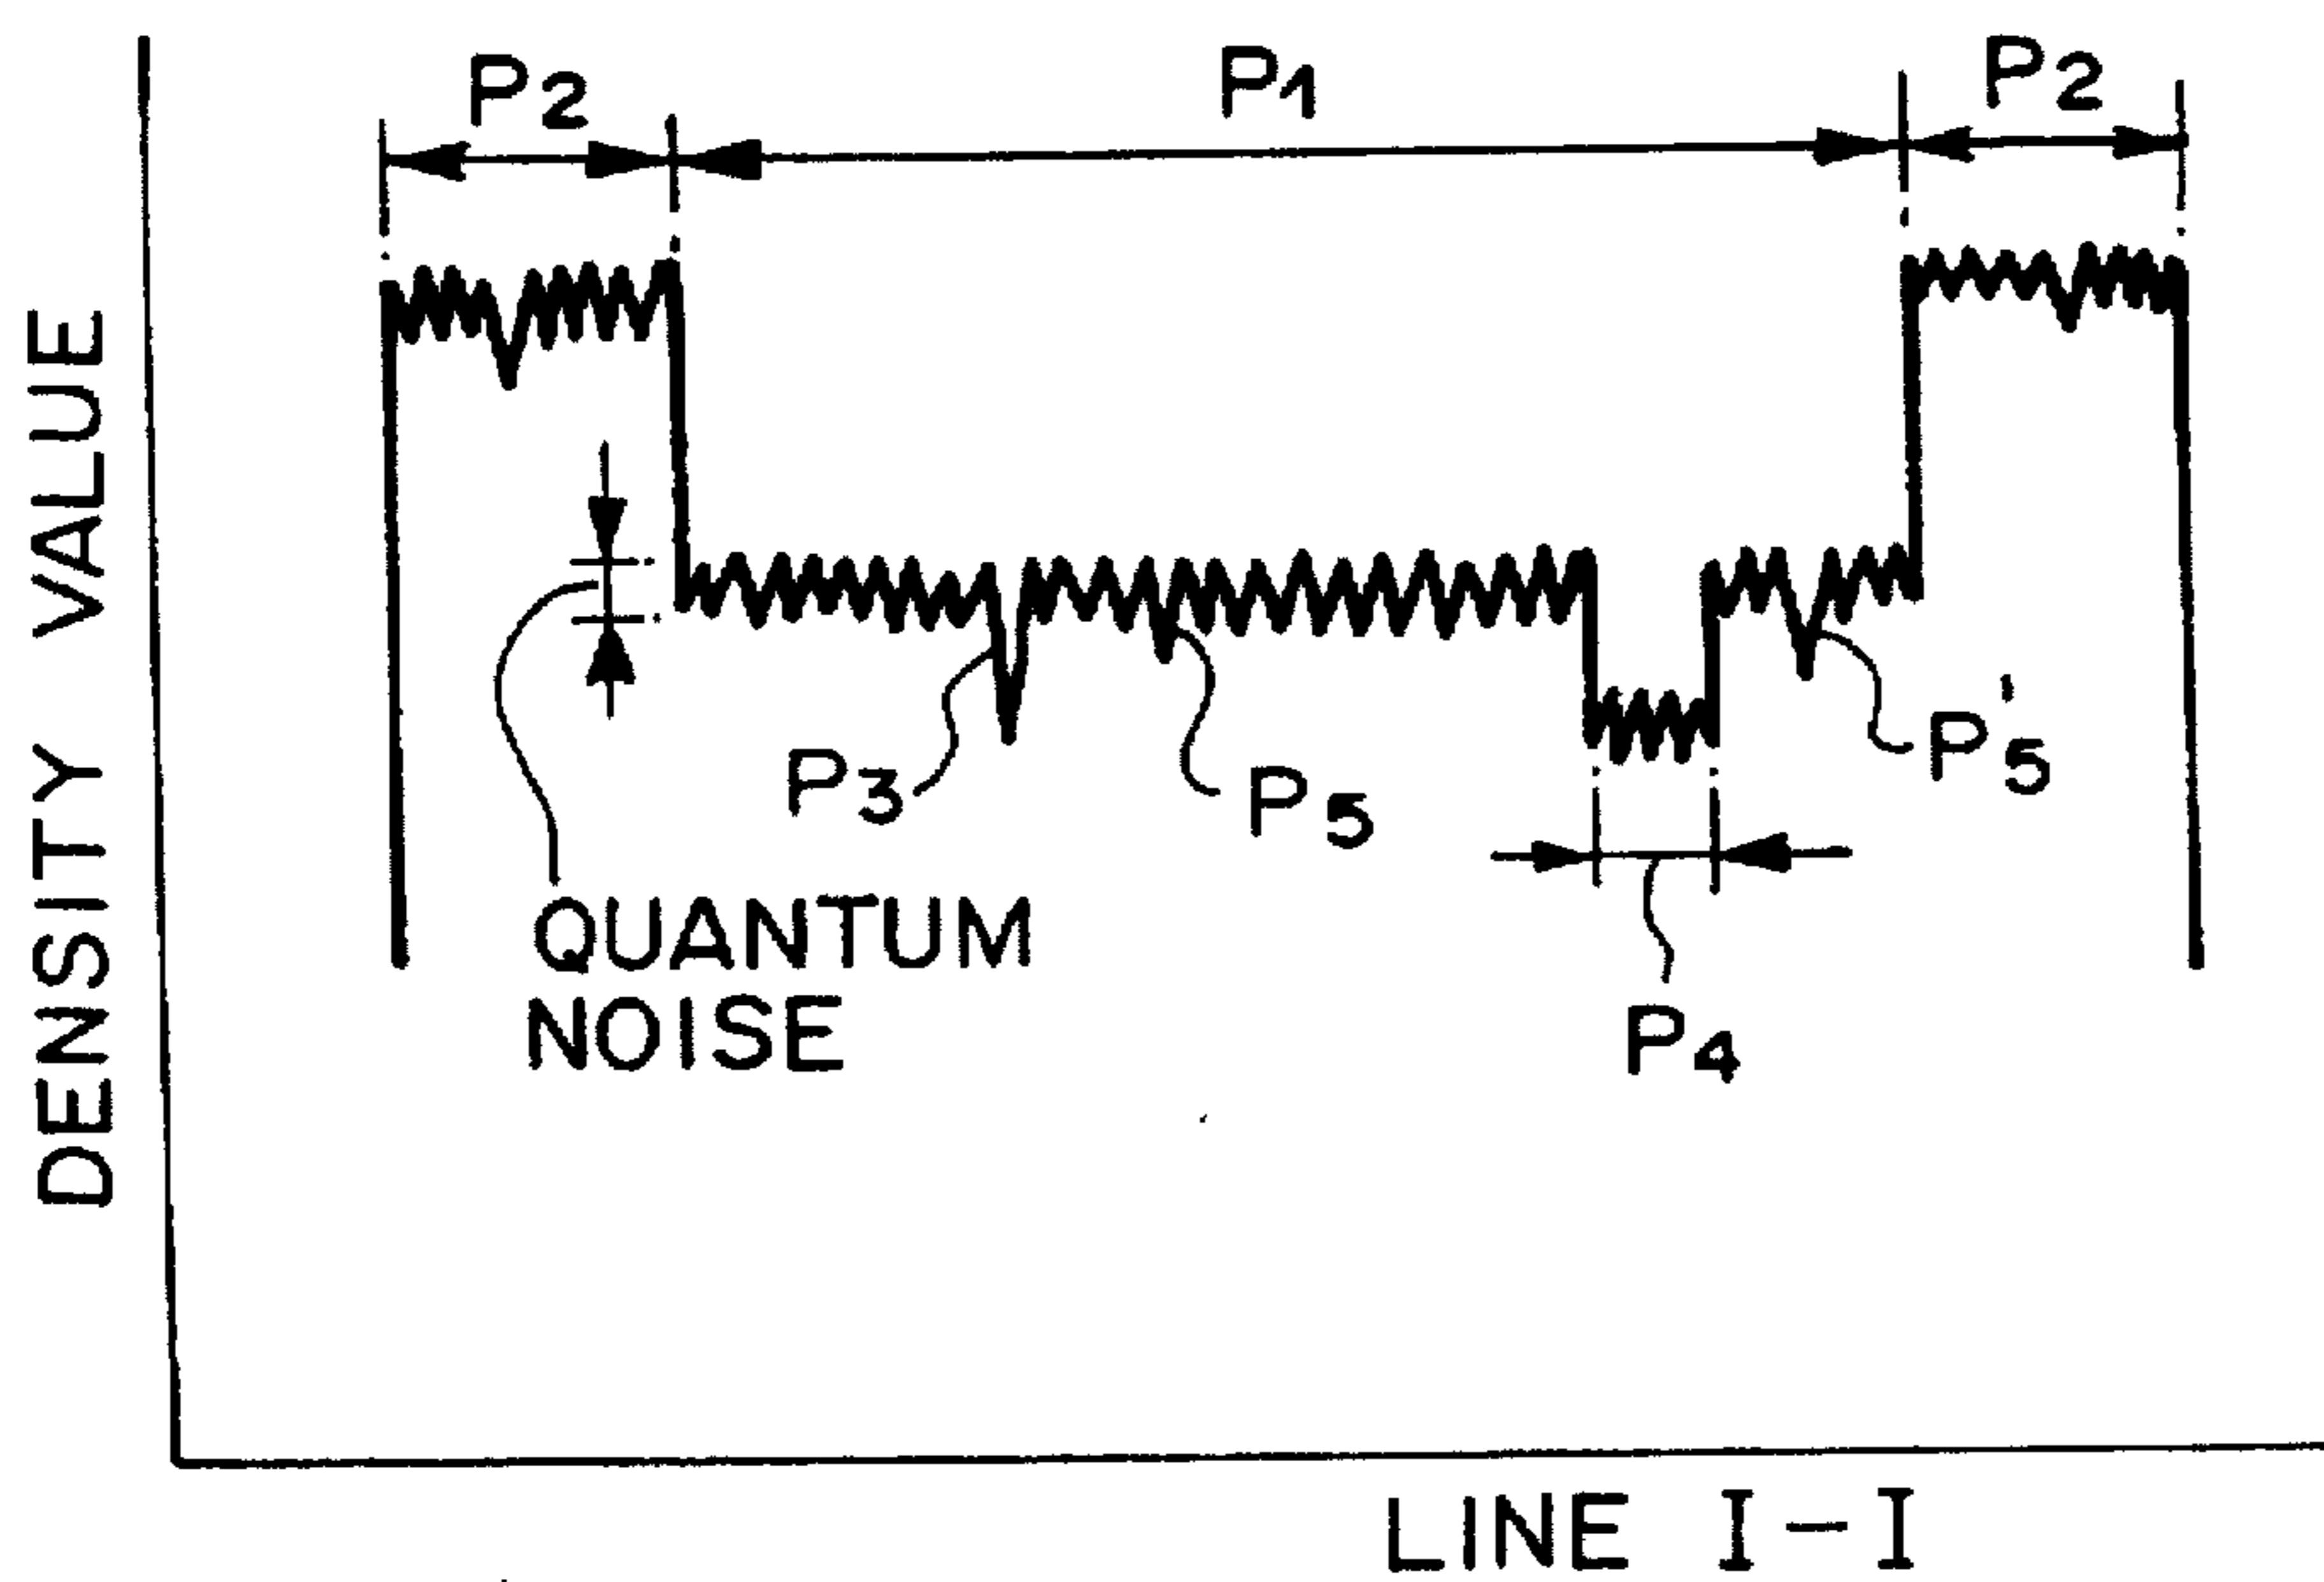 P2
P1
P2
DENSITY VALUE
P3
P5
P'5
QUANTUM
NOISE
P4
LINE I-I